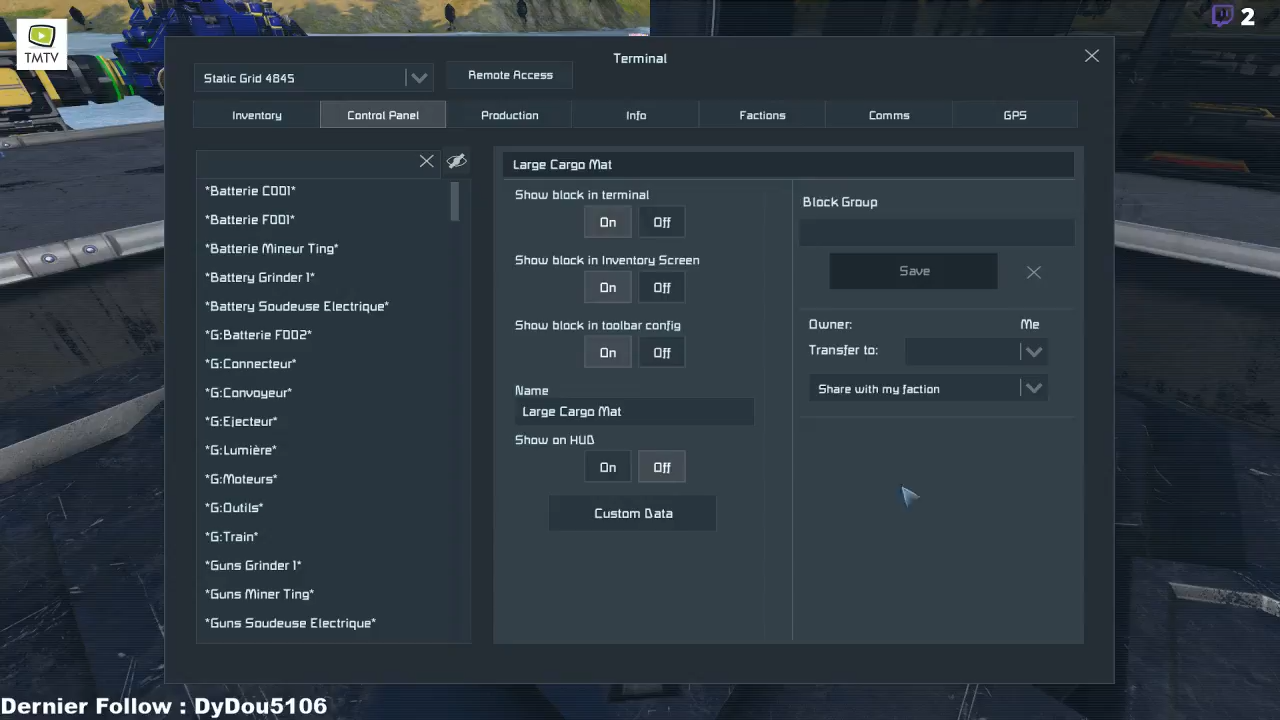 TMTV
2
Terminal
Static Grid 4845
Remote Access
Inventory
Control Panel
Production
Info
Factions
Comms
GPS
*Batterie C001*
*Batterie F001*
*Batterie Mineur Ting*
*Battery Grinder 1*
*Battery Soudeuse Electrique*
*G:Batterie F002*
*G:Connecteur*
*G:Convoyeur*
*G:Ejecteur*
*G:Lumière*
*G:Moteurs*
*G:Outils*
*G:Train*
*Guns Grinder 1*
*Guns Miner Ting*
*Guns Soudeuse Electrique*
Large Cargo Mat
Show block in terminal
On Off
Show block in Inventory Screen
On Off
Show block in toolbar config
On Off
Name
Large Cargo Mat
Show on HUD
On Off
Custom Data
Block Group
Save
Owner: Me
Transfer to:
Share with my faction
Dernier Follow : DyDou5106